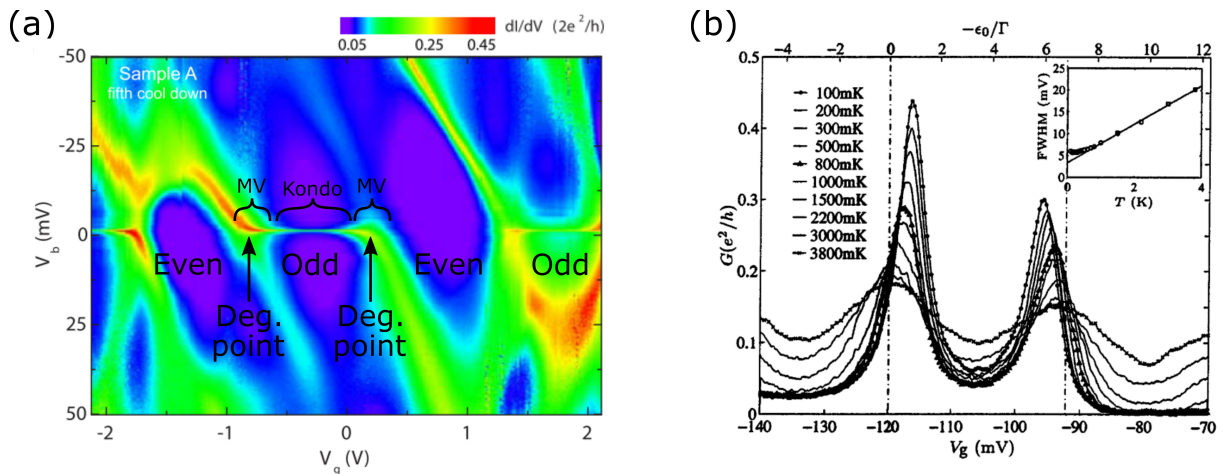 (a)
dI/dV (2e²/h)
0.05 0.25 0.45
Sample A
fifth cool down
-50
-25
0
25
50
V_b (mV)
MV Kondo MV
Even Odd Even Odd
Deg. point
Deg. point
-2 -1 0 1 2
V_g (mV)
(b)
−ϵ₀/Γ
-4 -2 0 2 4 6 8 10 12
0.5
0.4
0.3
0.2
0.1
0
G(e²/h)
100mK
200mK
300mK
500mK
800mK
1000mK
1500mK
2200mK
3000mK
3800mK
25
20
15
10
5
0
FWHM (mV)
0 2 4
T (K)
−140 −130 −120 −110 −100 −90 −80 −70
Vg (mV)